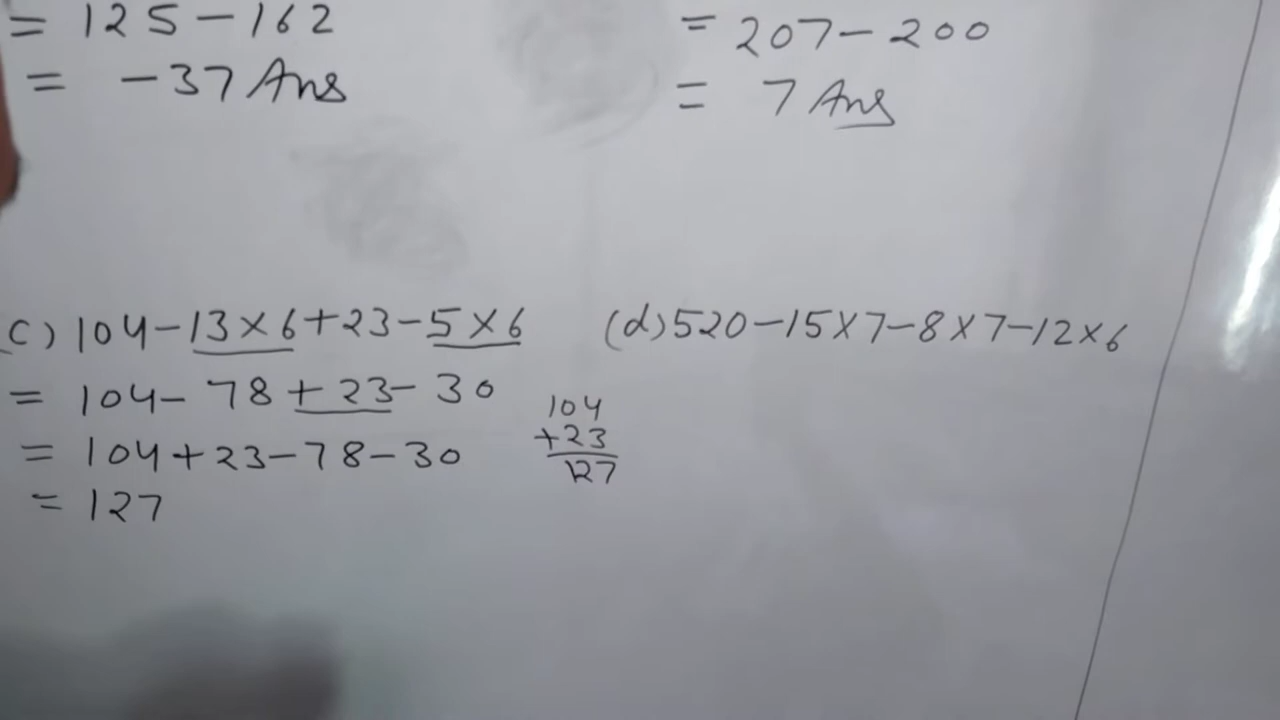 = 125-162
= -37 Ans
= 207-200
= 7 Ans
(C) 104-13×6+23-5×6
= 104- 78 + 23- 30
= 104+23-78-30
= 127
104
+23
127
(d) 520-15×7-8×7-12×6